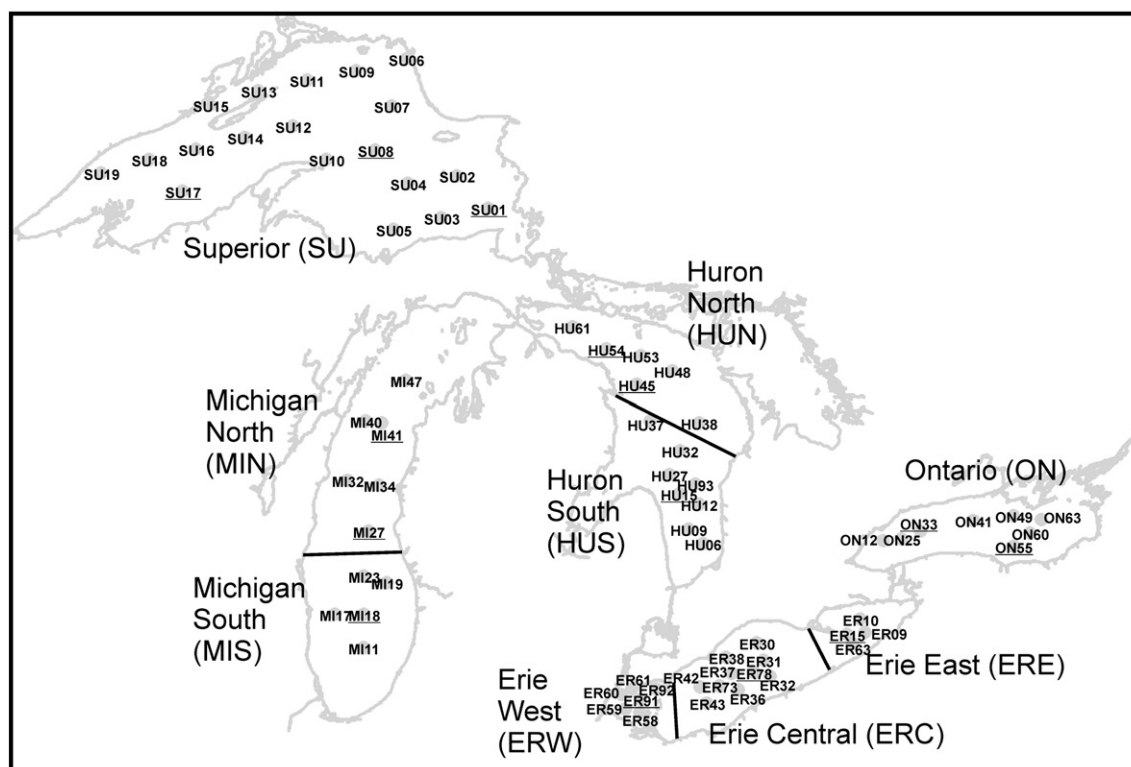 SU06
SU09
SU11
SU13
SU15
SU07
SU12
SU14
SU16
SU08
SU18
SU10
SU19
SU02
SU04
SU17
SU01
SU03
SU05
Superior (SU)
Huron
North
(HUN)
HU61
HU54
HU53
HU48
HU45
MI47
Michigan
North
(MIN)
MI40
MI41
HU37
HU38
HU32
MI32
MI34
HU27
HU93
HU15
HU12
Huron
South
(HUS)
HU09
HU06
Ontario (ON)
ON49
ON63
ON41
ON33
ON60
ON12
ON25
ON55
MI27
Michigan
South
(MIS)
MI23
MI19
MI17
MI18
MI11
ER10
ER15
ER09
ER63
Erie East (ERE)
ER30
ER38
ER31
ER37
ER78
ER42
ER73
ER32
ER36
ER43
Erie Central (ERC)
Erie
West
(ERW)
ER61
ER92
ER60
ER91
ER59
ER58